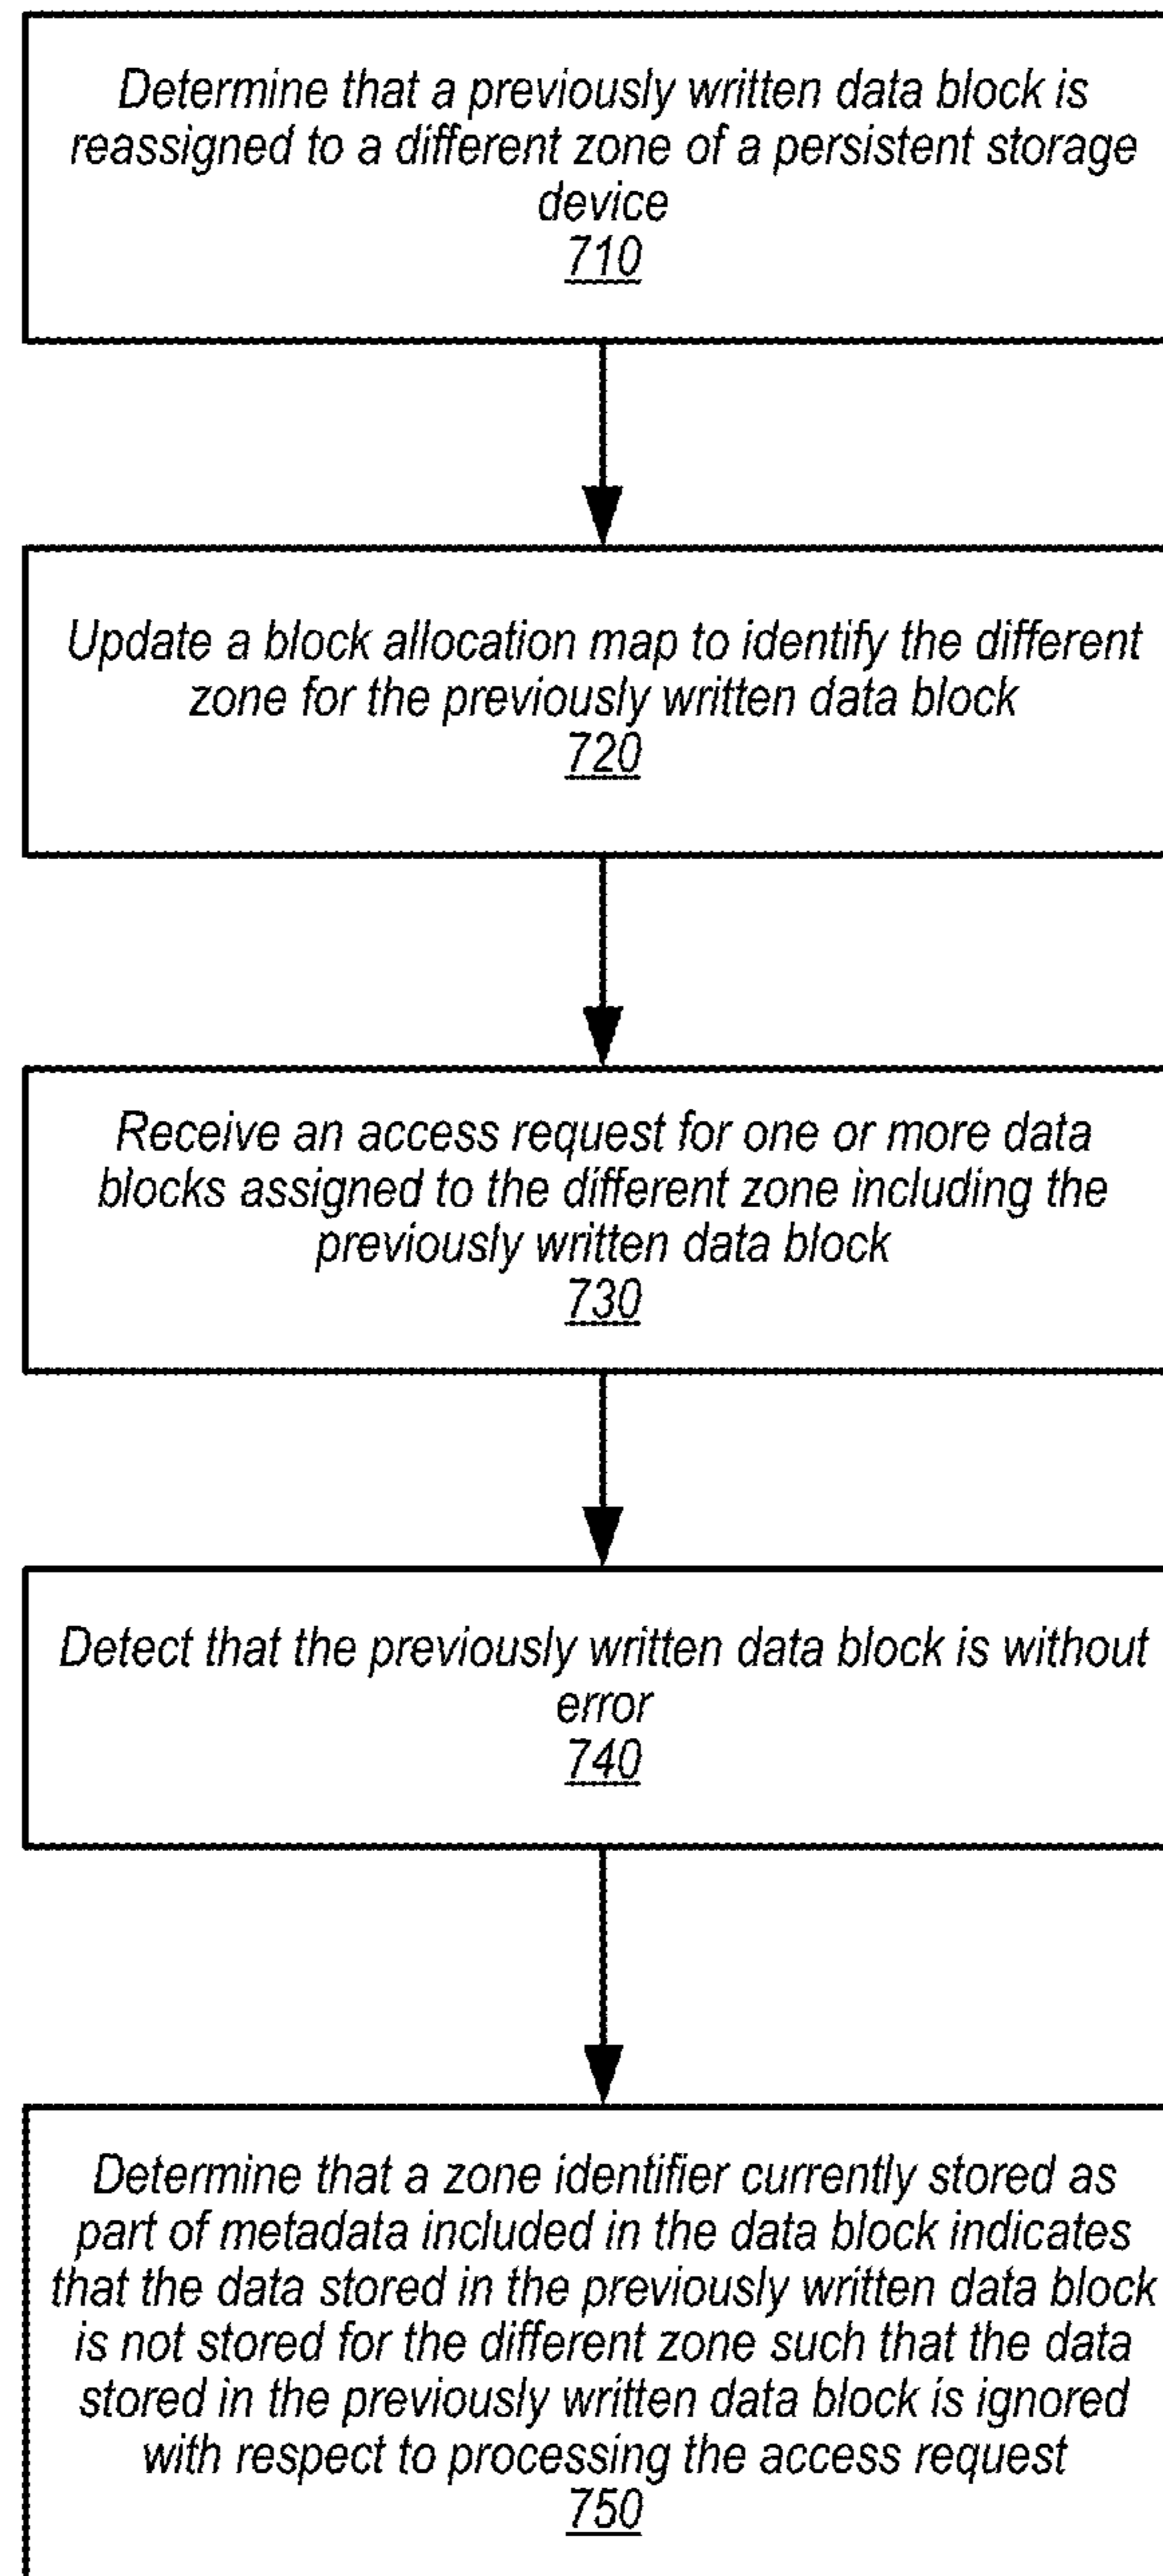 Determine that a previously written data block is
reassigned to a different zone of a persistent storage
device
710
Update a block allocation map to identify the different
zone for the previously written data block
720
Receive an access request for one or more data
blocks assigned to the different zone including the
previously written data block
730
Detect that the previously written data block is without
error
740
Determine that a zone identifier currently stored as
part of metadata included in the data block indicates
that the data stored in the previously written data block
is not stored for the different zone such that the data
stored in the previously written data block is ignored
with respect to processing the access request
750